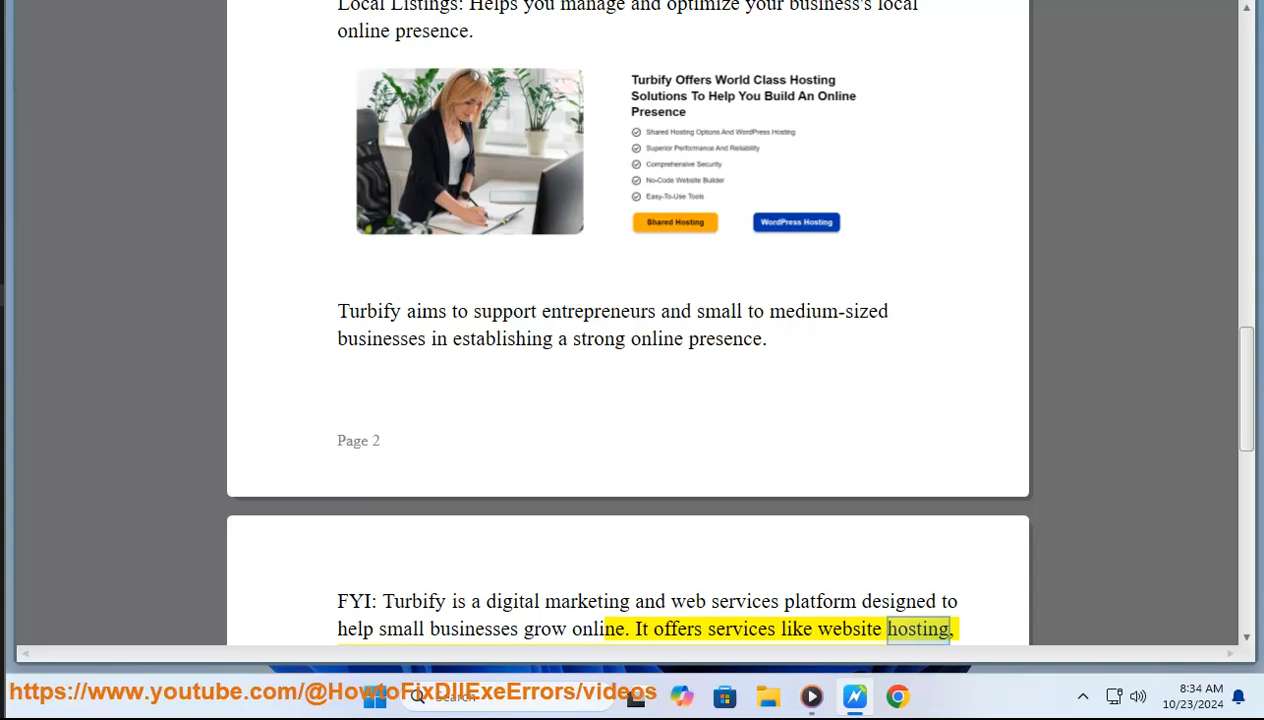 Local Listings: Helps you manage and optimize your business's local
online presence.
Turbify Offers World Class Hosting
Solutions To Help You Build An Online
Presence
Shared Hosting Options And WordPress Hosting
Superior Performance And Reliability
Comprehensive Security
No-Code Website Builder
Easy-To-Use Tools
Shared Hosting
WordPress Hosting
Turbify aims to support entrepreneurs and small to medium-sized
businesses in establishing a strong online presence.
Page 2
FYI: Turbify is a digital marketing and web services platform designed to
help small businesses grow online. It offers services like website hosting,
https://www.youtube.com/@HowtoFixDllExeErrors/videos
Search
8:34 AM
10/23/2024